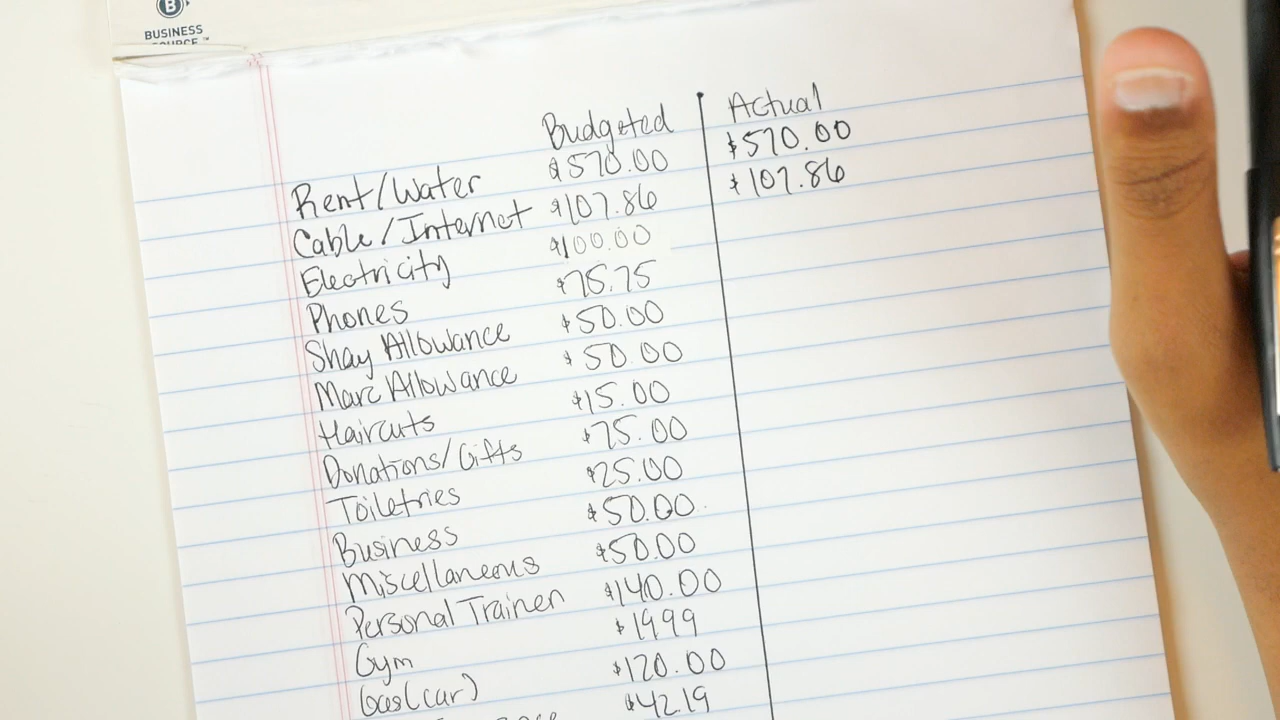 B
BUSINESS
SOURCE™
Budgeted Actual
Rent/Water $570.00 $570.00
Cable/Internet $107.86 $107.86
Electricity $100.00
Phones $75.75
Shay Allowance $50.00
Marc Allowance $50.00
Haircuts $15.00
Donations/Gifts $75.00
Toiletries $25.00
Business $50.00
Miscellaneous $50.00
Personal Trainer $140.00
Gym $19.99
Gas(car) $120.00
$42.19